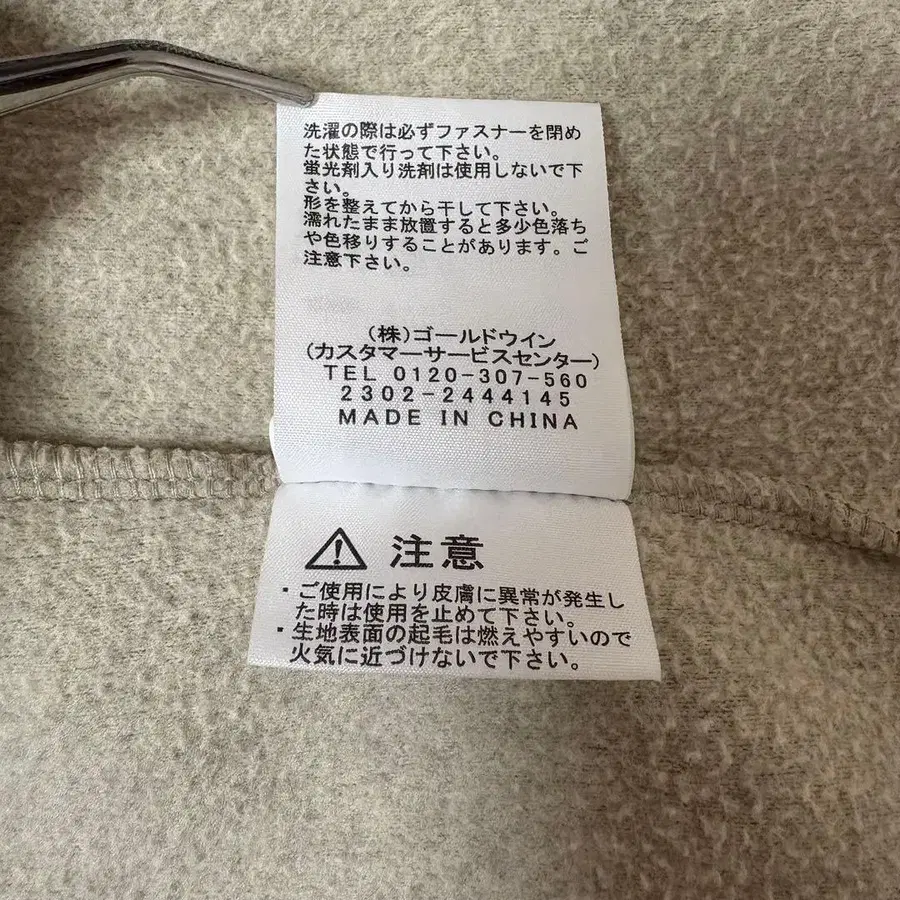 洗濯の際は必ずファスナーを閉め
た状態で行って下さい。
蛍光剤入り洗剤は使用しないで下
さい。
形を整えてから干して下さい。
濡れたまま放置すると多少色落ち
や色移りすることがあります。ご
注意下さい。
(株)ゴールドウイン
(カスタマーサービスセンター)
TEL 0120-307-560
2302-2444145
MADE IN CHINA
注意
・ご使用により皮膚に異常が発生し
た時は使用を止めて下さい。
・生地表面の起毛は燃えやすいので
火気に近づけないで下さい。